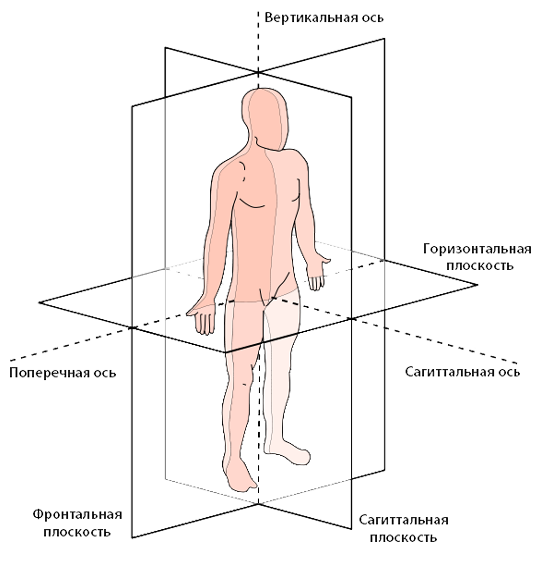 Вертикальная ось
Горизонтальная
плоскость
Поперечная ось
Сагиттальная ось
Фронтальная
плоскость
Сагиттальная
плоскость